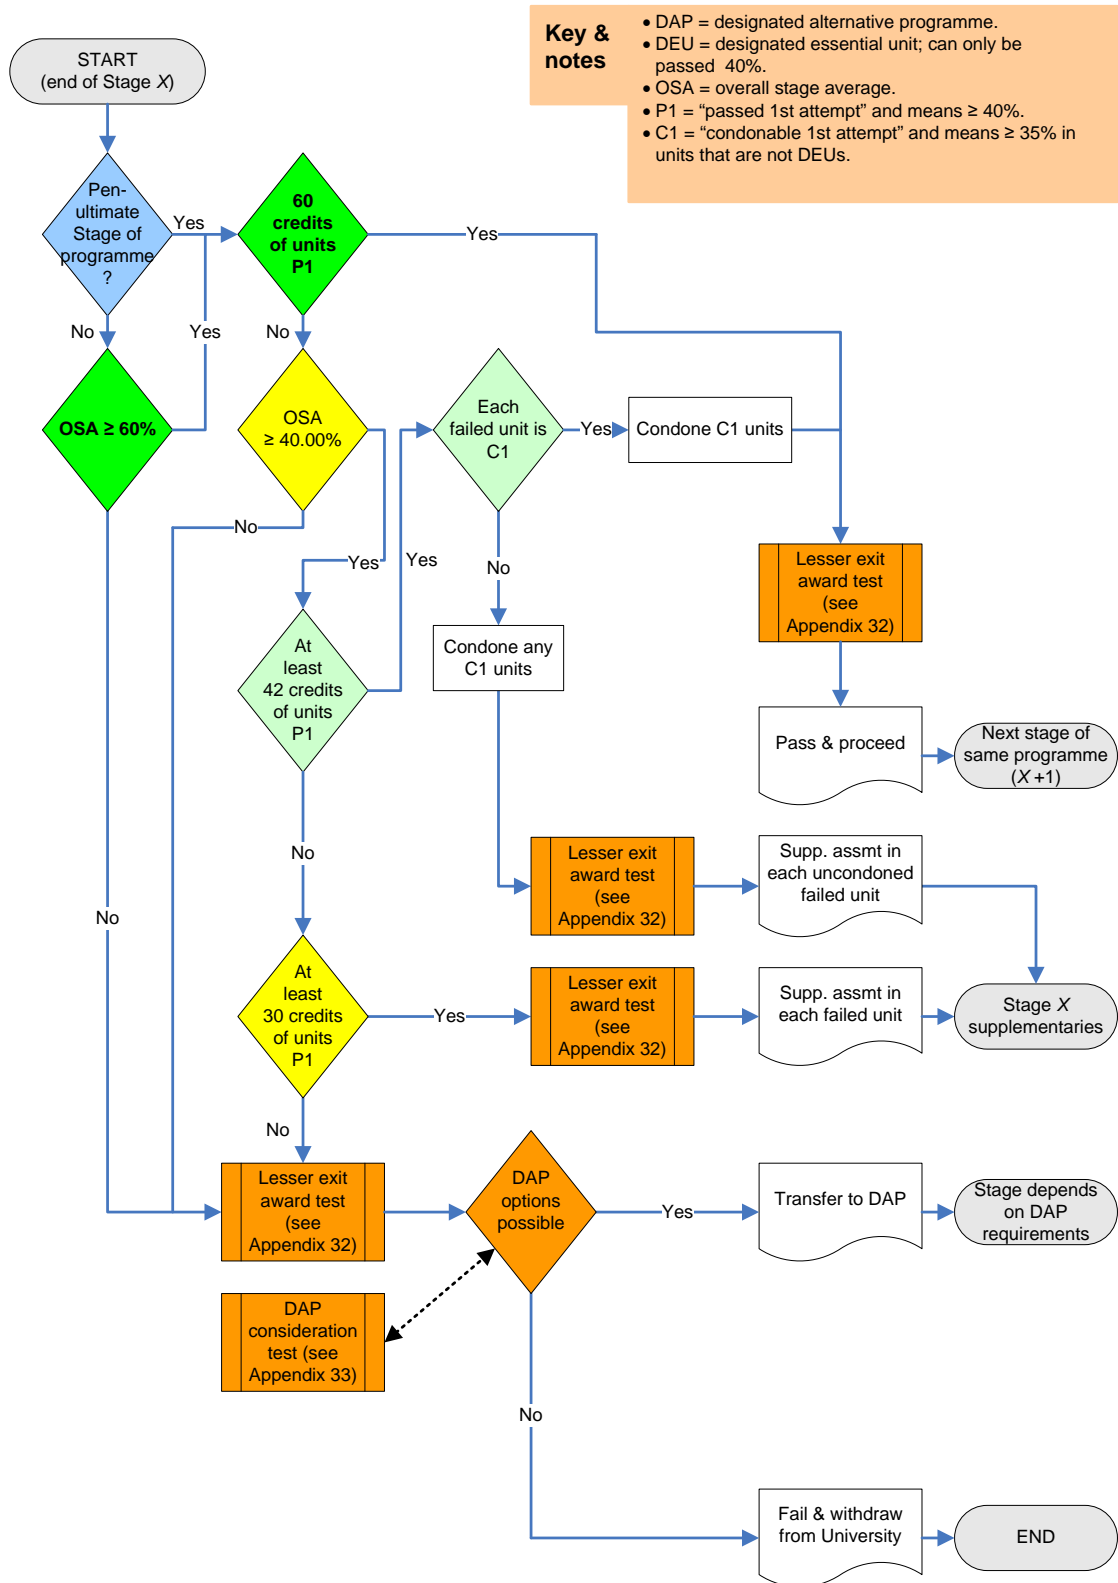 START
(end of Stage X)
Key &
notes
• DAP = designated alternative programme.
• DEU = designated essential unit; can only be
passed  40%.
• OSA = overall stage average.
• P1 = “passed 1st attempt” and means ≥ 40%.
• C1 = “condonable 1st attempt” and means ≥ 35% in
units that are not DEUs.
Pen-
ultimate
Stage of
programme
?
Yes
60
credits
of units
P1
Yes
No
Yes
No
OSA ≥ 60%
OSA
≥ 40.00%
Each
failed unit is
C1
Yes
Condone C1 units
No
Yes
Yes
No
Lesser exit
award test
(see
Appendix 32)
At
least
42 credits
of units
P1
Condone any
C1 units
Pass & proceed
Next stage of
same programme
(X +1)
No
Lesser exit
award test
(see
Appendix 32)
Supp. assmt in
each uncondoned
failed unit
No
At
least
30 credits
of units
P1
Yes
Lesser exit
award test
(see
Appendix 32)
Supp. assmt in
each failed unit
Stage X
supplementaries
No
Lesser exit
award test
(see
Appendix 32)
DAP
options
possible
Yes
Transfer to DAP
Stage depends
on DAP
requirements
DAP
consideration
test (see
Appendix 33)
No
Fail & withdraw
from University
END